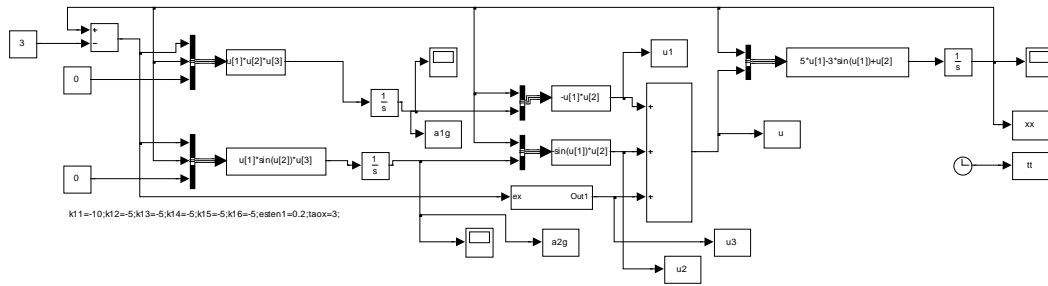 3
+
−
0
u[1]*u[2]*u[3]
1
s
a1g
-u[1]*u[2]
u1
+
+
+
5*u[1]-3*sin(u[1])+u[2]
1
s
xx
u
tt
0
u[1]*sin(u[2])*u[3]
1
s
-sin(u[1])*u[2]
ex
Out1
k11=-10;k12=-5;k13=-5;k14=-5;k15=-5;k16=-5;esten1=0.2;taox=3;
a2g
u3
u2